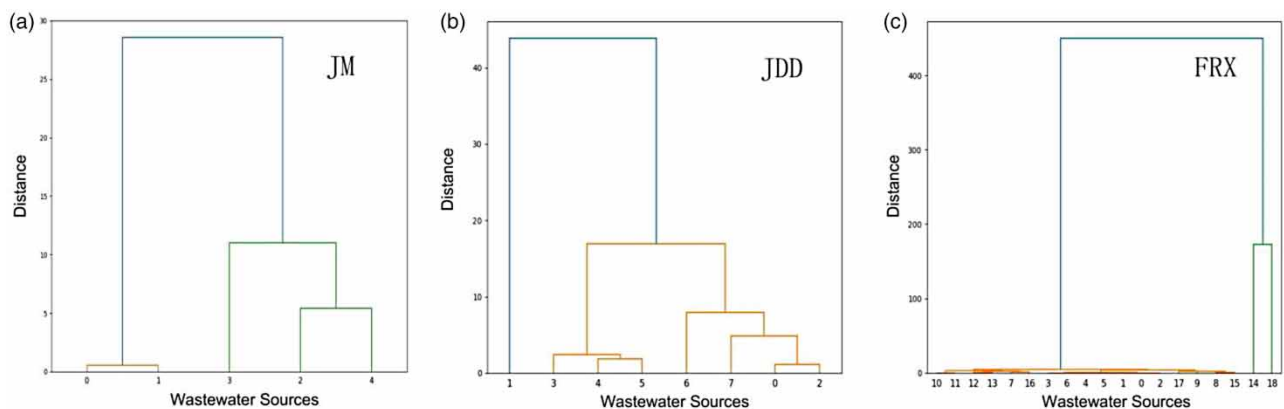 (a)
30
25
20
15
10
5
0
Distance
JM
0 1 3 2 4
Wastewater Sources
(b)
40
30
20
10
0
Distance
JDD
1 3 4 5 6 7 0 2
Wastewater Sources
(c)
400
300
200
100
0
Distance
FRX
10 11 12 13 7 16 3 6 4 5 1 0 2 17 9 8 15 14 18
Wastewater Sources